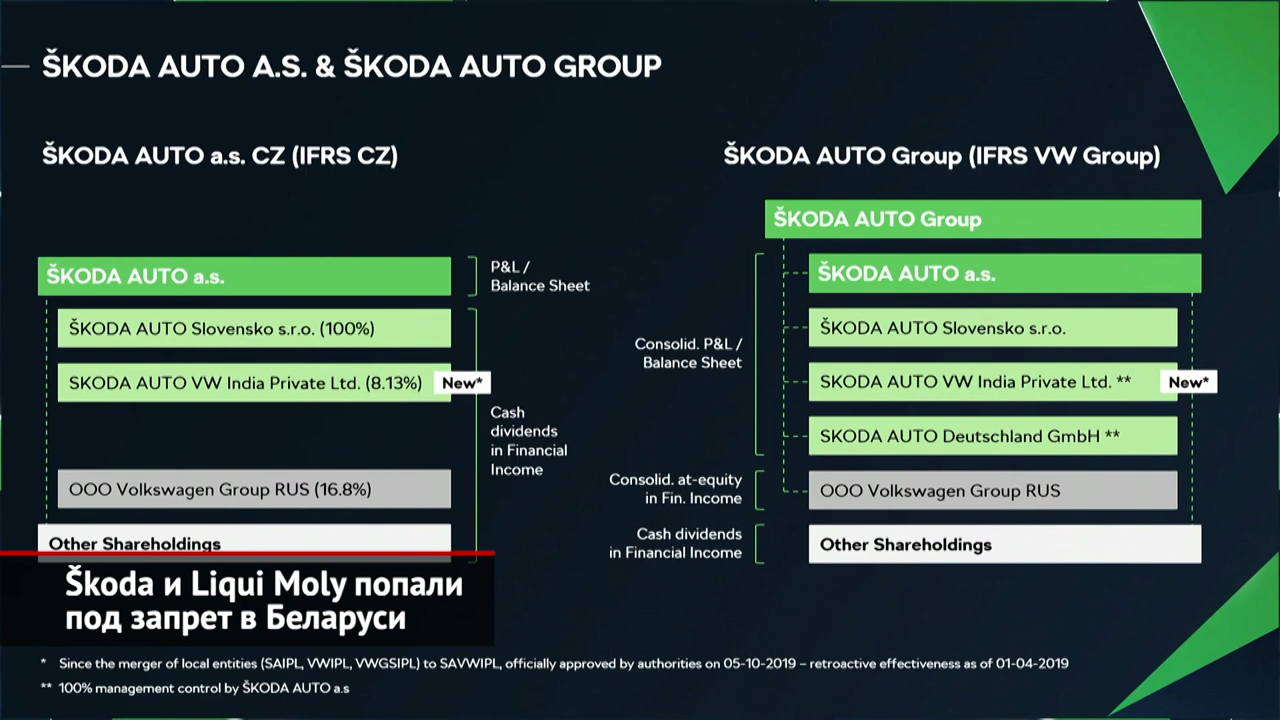 ŠKODA AUTO A.S. & ŠKODA AUTO GROUP
ŠKODA AUTO a.s. CZ (IFRS CZ)
ŠKODA AUTO a.s.
P&L /
Balance Sheet
ŠKODA AUTO Slovensko s.r.o. (100%)
SKODA AUTO VW India Private Ltd. (8.13%)
New*
Cash
dividends
in Financial
Income
OOO Volkswagen Group RUS (16.8%)
Other Shareholdings
ŠKODA AUTO Group (IFRS VW Group)
ŠKODA AUTO Group
ŠKODA AUTO a.s.
ŠKODA AUTO Slovensko s.r.o.
Consolid. P&L /
Balance Sheet
SKODA AUTO VW India Private Ltd. **
New*
SKODA AUTO Deutschland GmbH **
Consolid. at-equity
in Fin. Income
OOO Volkswagen Group RUS
Cash dividends
in Financial Income
Other Shareholdings
Škoda и Liqui Moly попали
под запрет в Беларуси
* Since the merger of local entities (SAIPL, VWIPL, VWGSIPL) to SAVWIPL, officially approved by authorities on 05-10-2019 – retroactive effectiveness as of 01-04-2019
** 100% management control by ŠKODA AUTO a.s